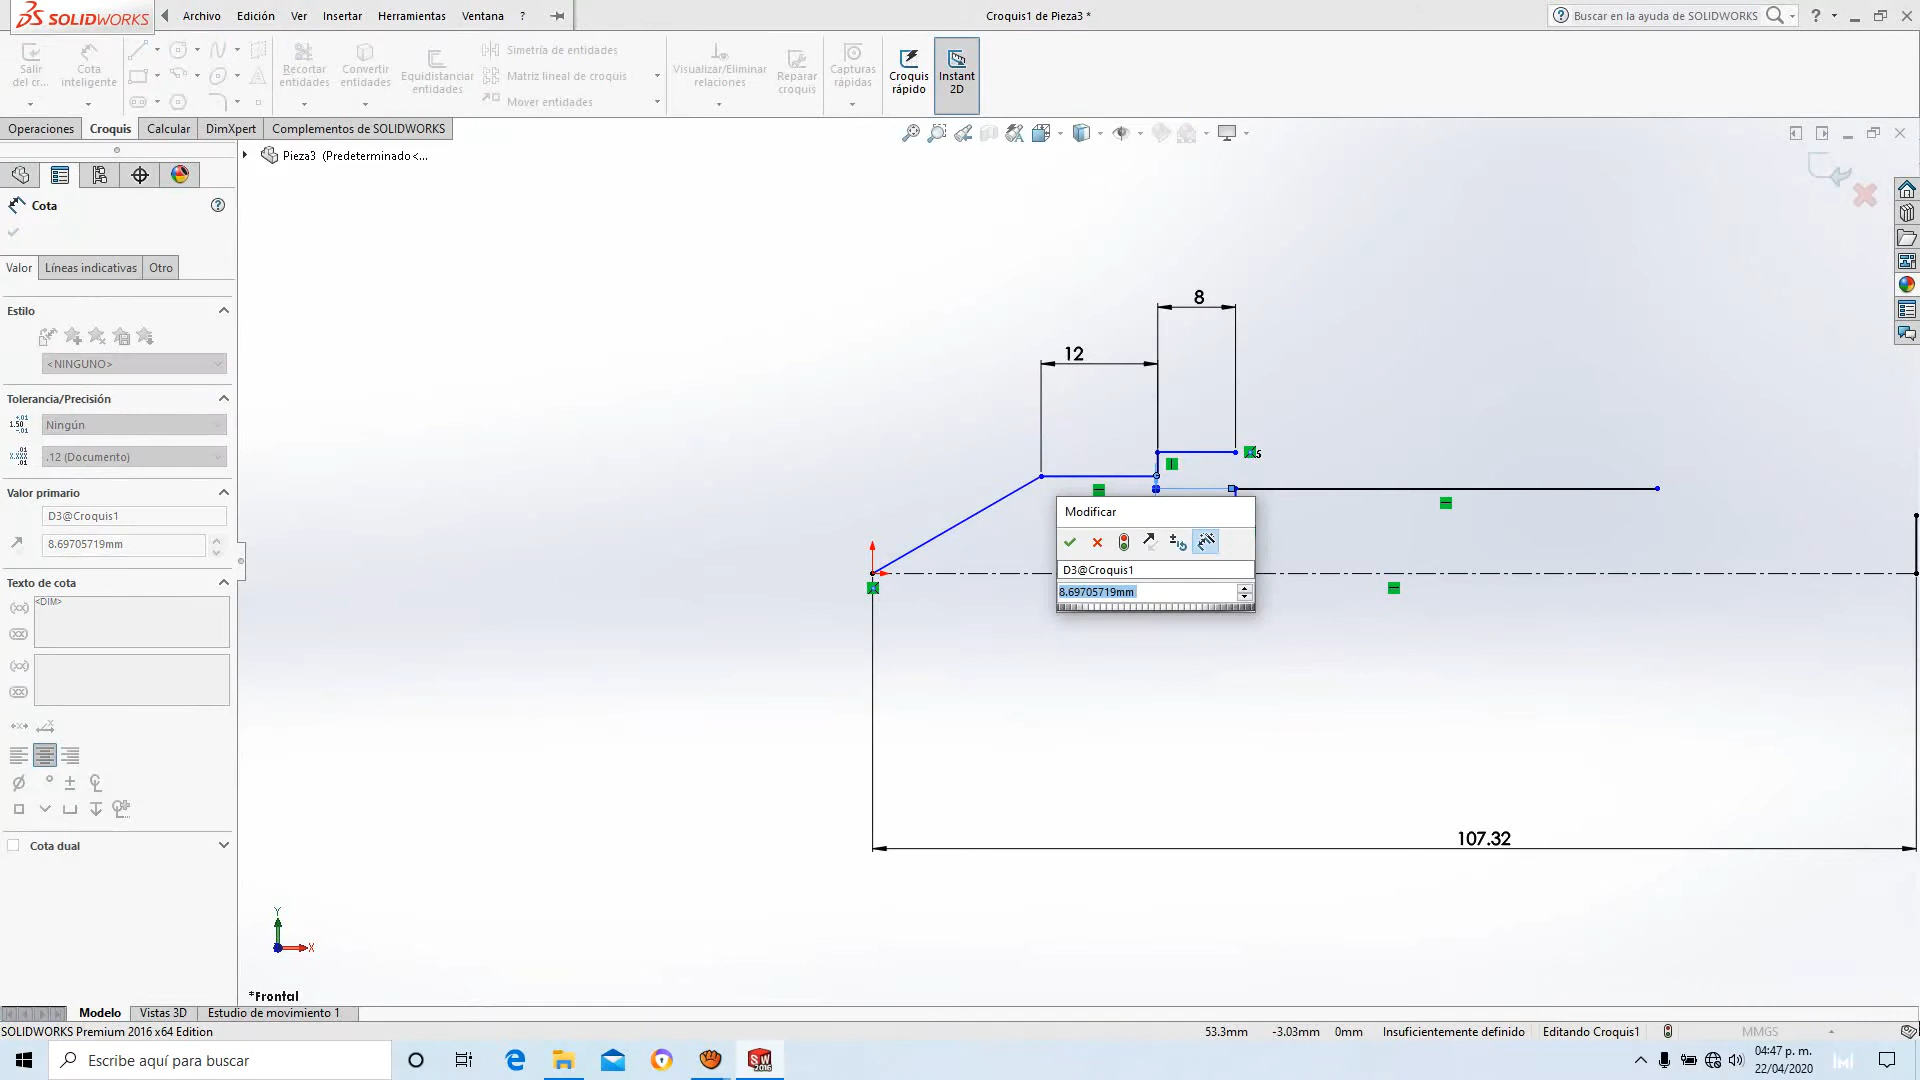 SOLIDWORKS
Archivo Edición Ver Insertar Herramientas Ventana ?
Croquis1 de Pieza3 *
Buscar en la ayuda de SOLIDWORKS
Salir del cr...
Cota inteligente
Recortar entidades
Convertir entidades
Equidistanciar entidades
Simetría de entidades
Matriz lineal de croquis
Mover entidades
Visualizar/Eliminar relaciones
Reparar croquis
Capturas rápidas
Croquis rápido
Instant 2D
Operaciones Croquis Calcular DimXpert Complementos de SOLIDWORKS
Pieza3 (Predeterminado<...
Cota
Valor Líneas indicativas Otro
Estilo
<NINGUNO>
Tolerancia/Precisión
Ningún
.12 (Documento)
Valor primario
D3@Croquis1
8.69705719mm
Texto de cota
<DIM>
Cota dual
8
12
Modificar
D3@Croquis1
8.69705719mm
107.32
Y
X
*Frontal
Modelo Vistas 3D Estudio de movimiento 1
SOLIDWORKS Premium 2016 x64 Edition
53.3mm -3.03mm 0mm Insuficientemente definido Editando Croquis1 MMGS
Escribe aquí para buscar
04:47 p. m.
22/04/2020